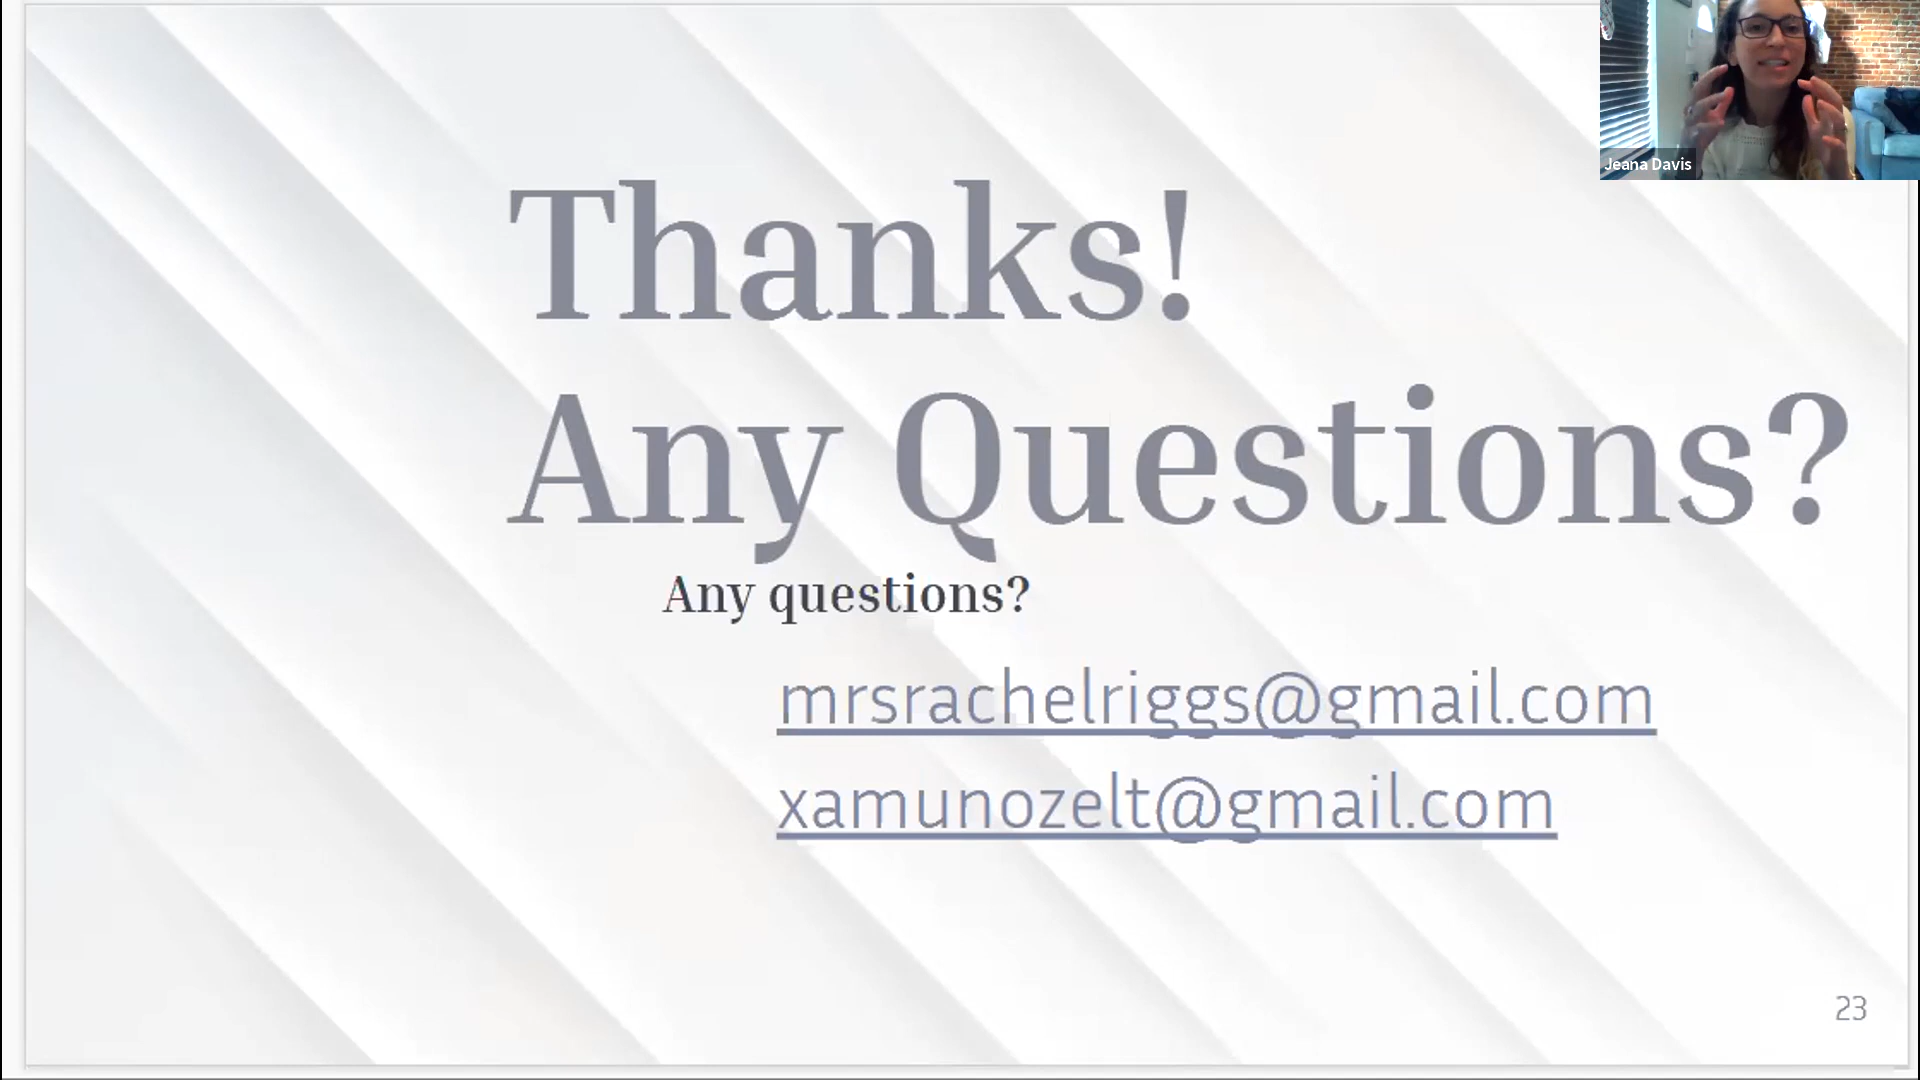 Jeana Davis
Thanks!
Any Questions?
Any questions?
mrsrachelriggs@gmail.com
xamunozelt@gmail.com
23